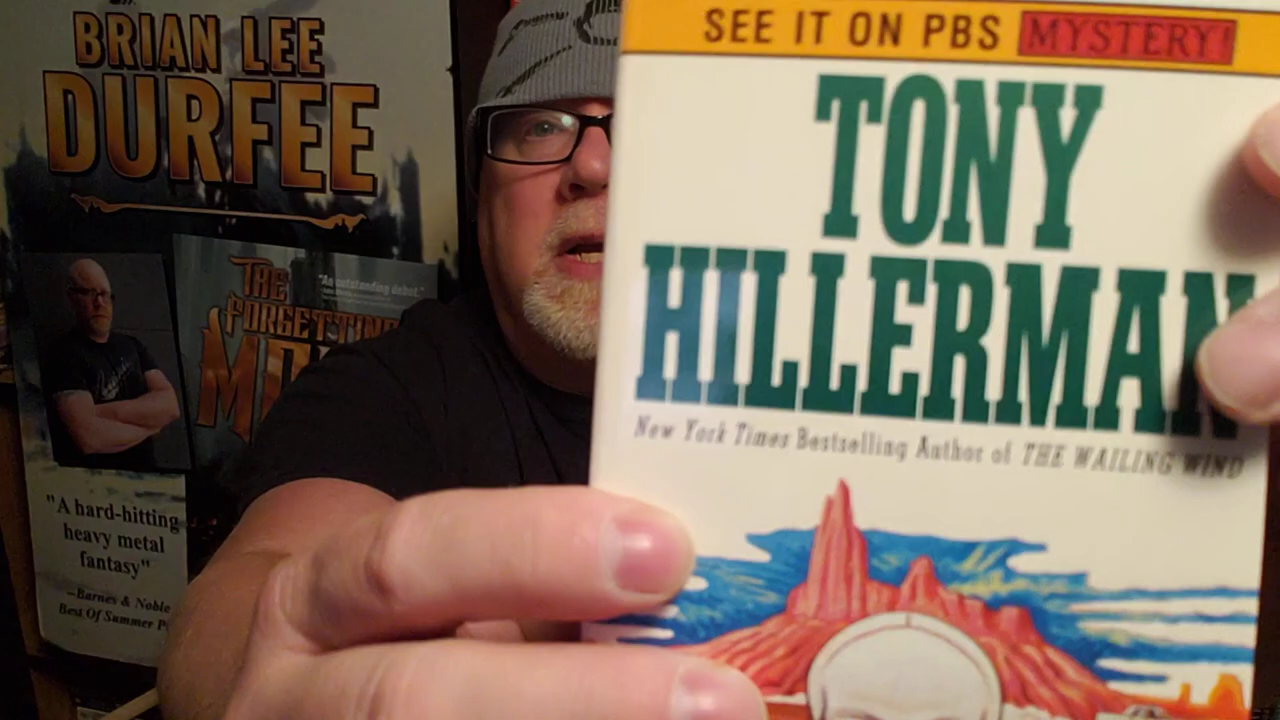 BRIAN LEE
DURFEE
THE
FORGETTING
"An outstanding debut."
"A hard-hitting
heavy metal
fantasy"
–Barnes & Noble
Best Of Summer
SEE IT ON PBS MYSTERY!
TONY
HILLERMAN
New York Times Bestselling Author of THE WAILING WIND